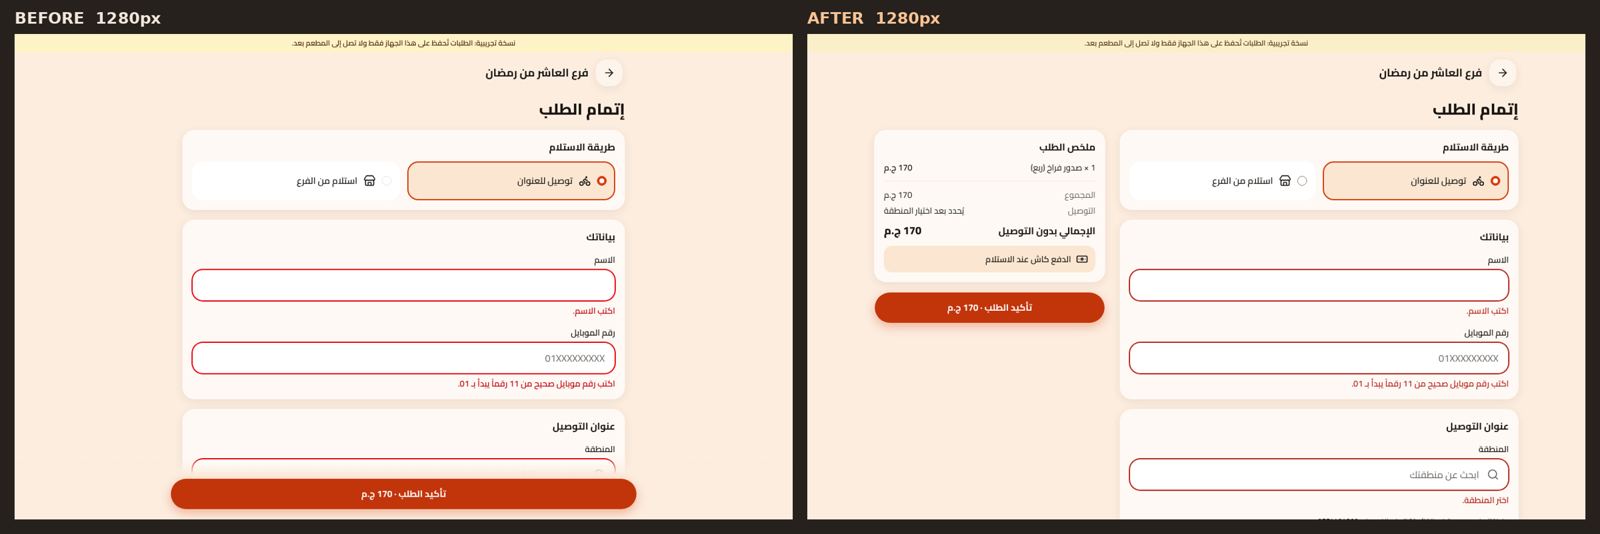 BEFORE 1280px
نسخة تجريبية: الطلبات تُحفظ على هذا الجهاز فقط ولا تصل إلى المطعم بعد.
فرع العاشر من رمضان
إتمام الطلب
طريقة الاستلام
توصيل للعنوان
استلام من الفرع
بياناتك
الاسم
اكتب الاسم.
رقم الموبايل
01XXXXXXXXX
اكتب رقم موبايل صحيح من 11 رقماً يبدأ بـ 01.
عنوان التوصيل
المنطقة
تأكيد الطلب · 170 ج.م
AFTER 1280px
نسخة تجريبية: الطلبات تُحفظ على هذا الجهاز فقط ولا تصل إلى المطعم بعد.
فرع العاشر من رمضان
إتمام الطلب
طريقة الاستلام
توصيل للعنوان
استلام من الفرع
بياناتك
الاسم
اكتب الاسم.
رقم الموبايل
01XXXXXXXXX
اكتب رقم موبايل صحيح من 11 رقماً يبدأ بـ 01.
عنوان التوصيل
المنطقة
ابحث عن منطقتك
اختر المنطقة.
ملخص الطلب
1 × صدور فراخ (ربع) 170 ج.م
المجموع 170 ج.م
التوصيل يُحدد بعد اختيار المنطقة
الإجمالي بدون التوصيل 170 ج.م
الدفع كاش عند الاستلام
تأكيد الطلب · 170 ج.م